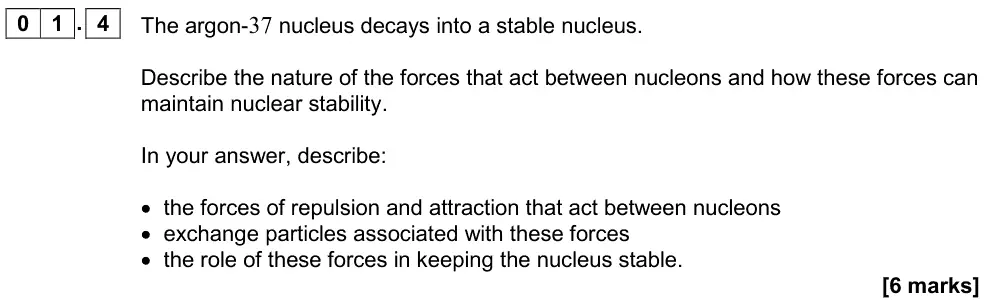 0 1 . 4 The argon-37 nucleus decays into a stable nucleus.
Describe the nature of the forces that act between nucleons and how these forces can
maintain nuclear stability.
In your answer, describe:
• the forces of repulsion and attraction that act between nucleons
• exchange particles associated with these forces
• the role of these forces in keeping the nucleus stable.
[6 marks]